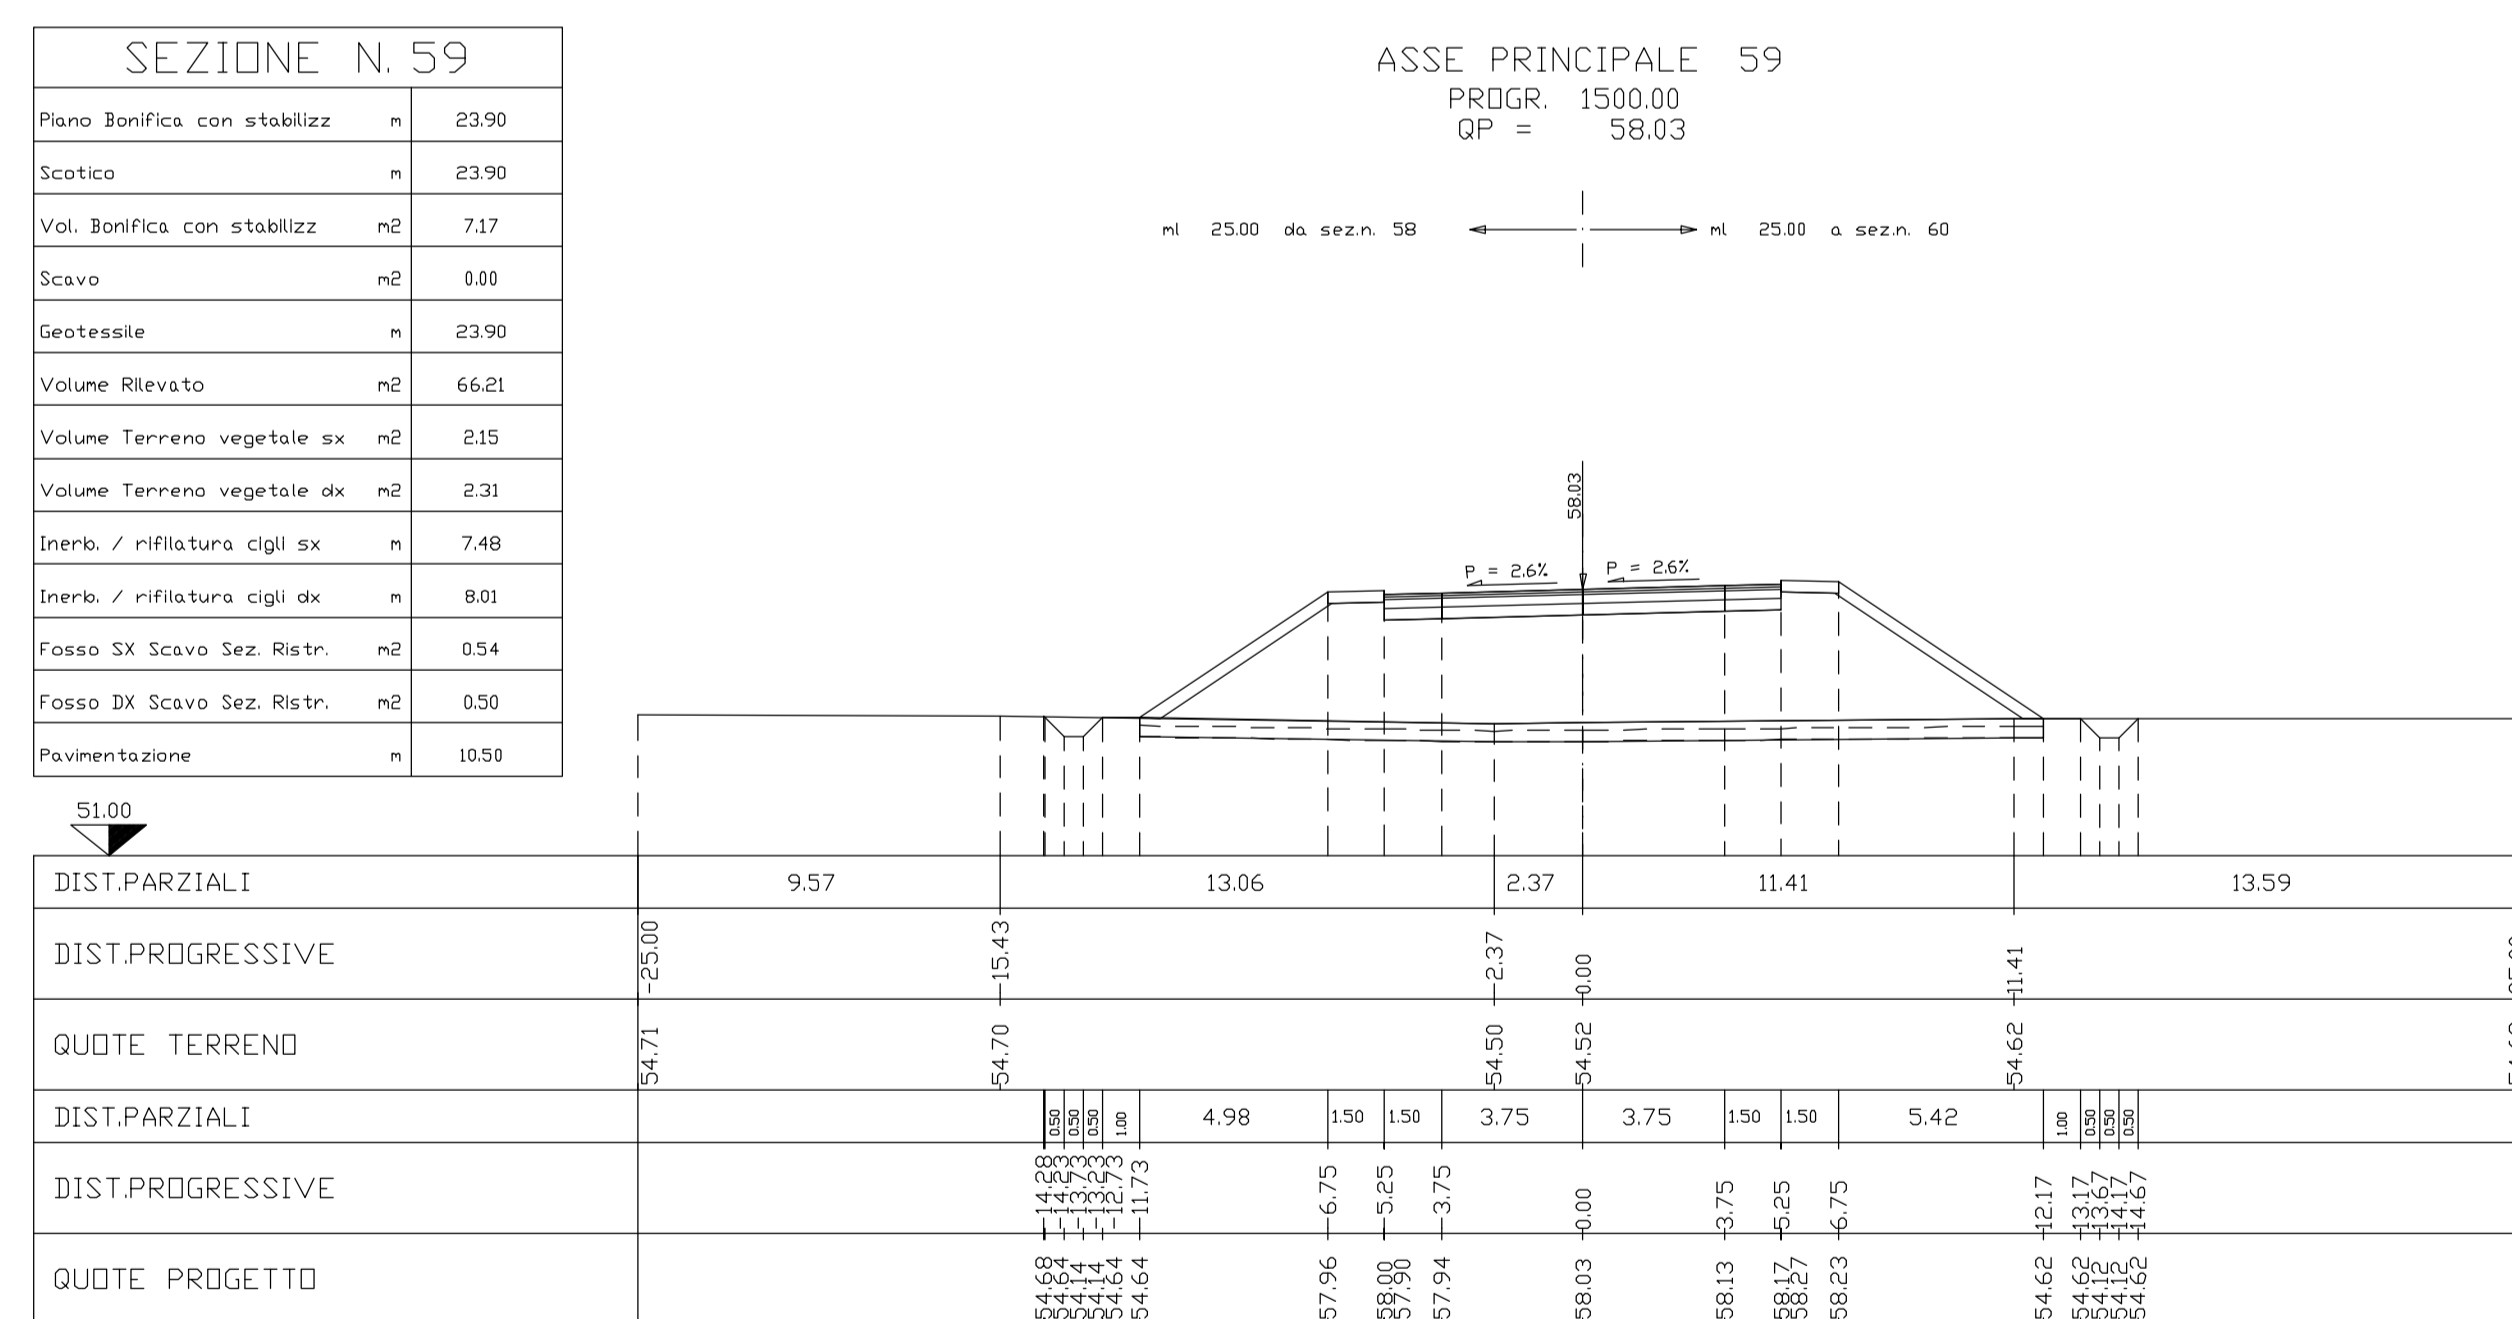 SEZIONE N. 59
Piano Bonifica con stabilizz m 23.90
Scotico m 23.90
Vol. Bonifica con stabilizz m2 7.17
Scavo m2 0.00
Geotessile m 23.90
Volume Rilevato m2 66.21
Volume Terreno vegetale sx m2 2.15
Volume Terreno vegetale dx m2 2.31
Inerb. / rifilatura cigli sx m 7.48
Inerb. / rifilatura cigli dx m 8.01
Fosso SX Scavo Sez. Ristr. m2 0.54
Fosso DX Scavo Sez. Ristr. m2 0.50
Pavimentazione m 10.50
ASSE PRINCIPALE 59
PROGR. 1500.00
QP = 58.03
ml 25.00 da sez.n. 58
ml 25.00 a sez.n. 60
58.03
P = 2.6%
P = 2.6%
51.00
DIST.PARZIALI 9.57 13.06 2.37 11.41 13.59
DIST.PROGRESSIVE -25.00 -15.43 -2.37 0.00 11.41
QUOTE TERRENO 54.71 54.70 54.50 54.52 54.62
DIST.PARZIALI 0.50 0.50 0.50 1.00 4.98 1.50 1.50 3.75 3.75 1.50 1.50 5.42 1.00 0.50 0.50 0.50
DIST.PROGRESSIVE -14.28 -14.23 -13.73 -13.23 -12.73 -11.73 -6.75 -5.25 -3.75 0.00 3.75 5.25 6.75 12.17 13.17 13.67 14.17 14.67
QUOTE PROGETTO 54.68 54.64 54.14 54.14 54.64 54.64 57.96 58.00 57.90 57.94 58.03 58.13 58.17 58.27 58.23 54.62 54.62 54.12 54.12 54.62